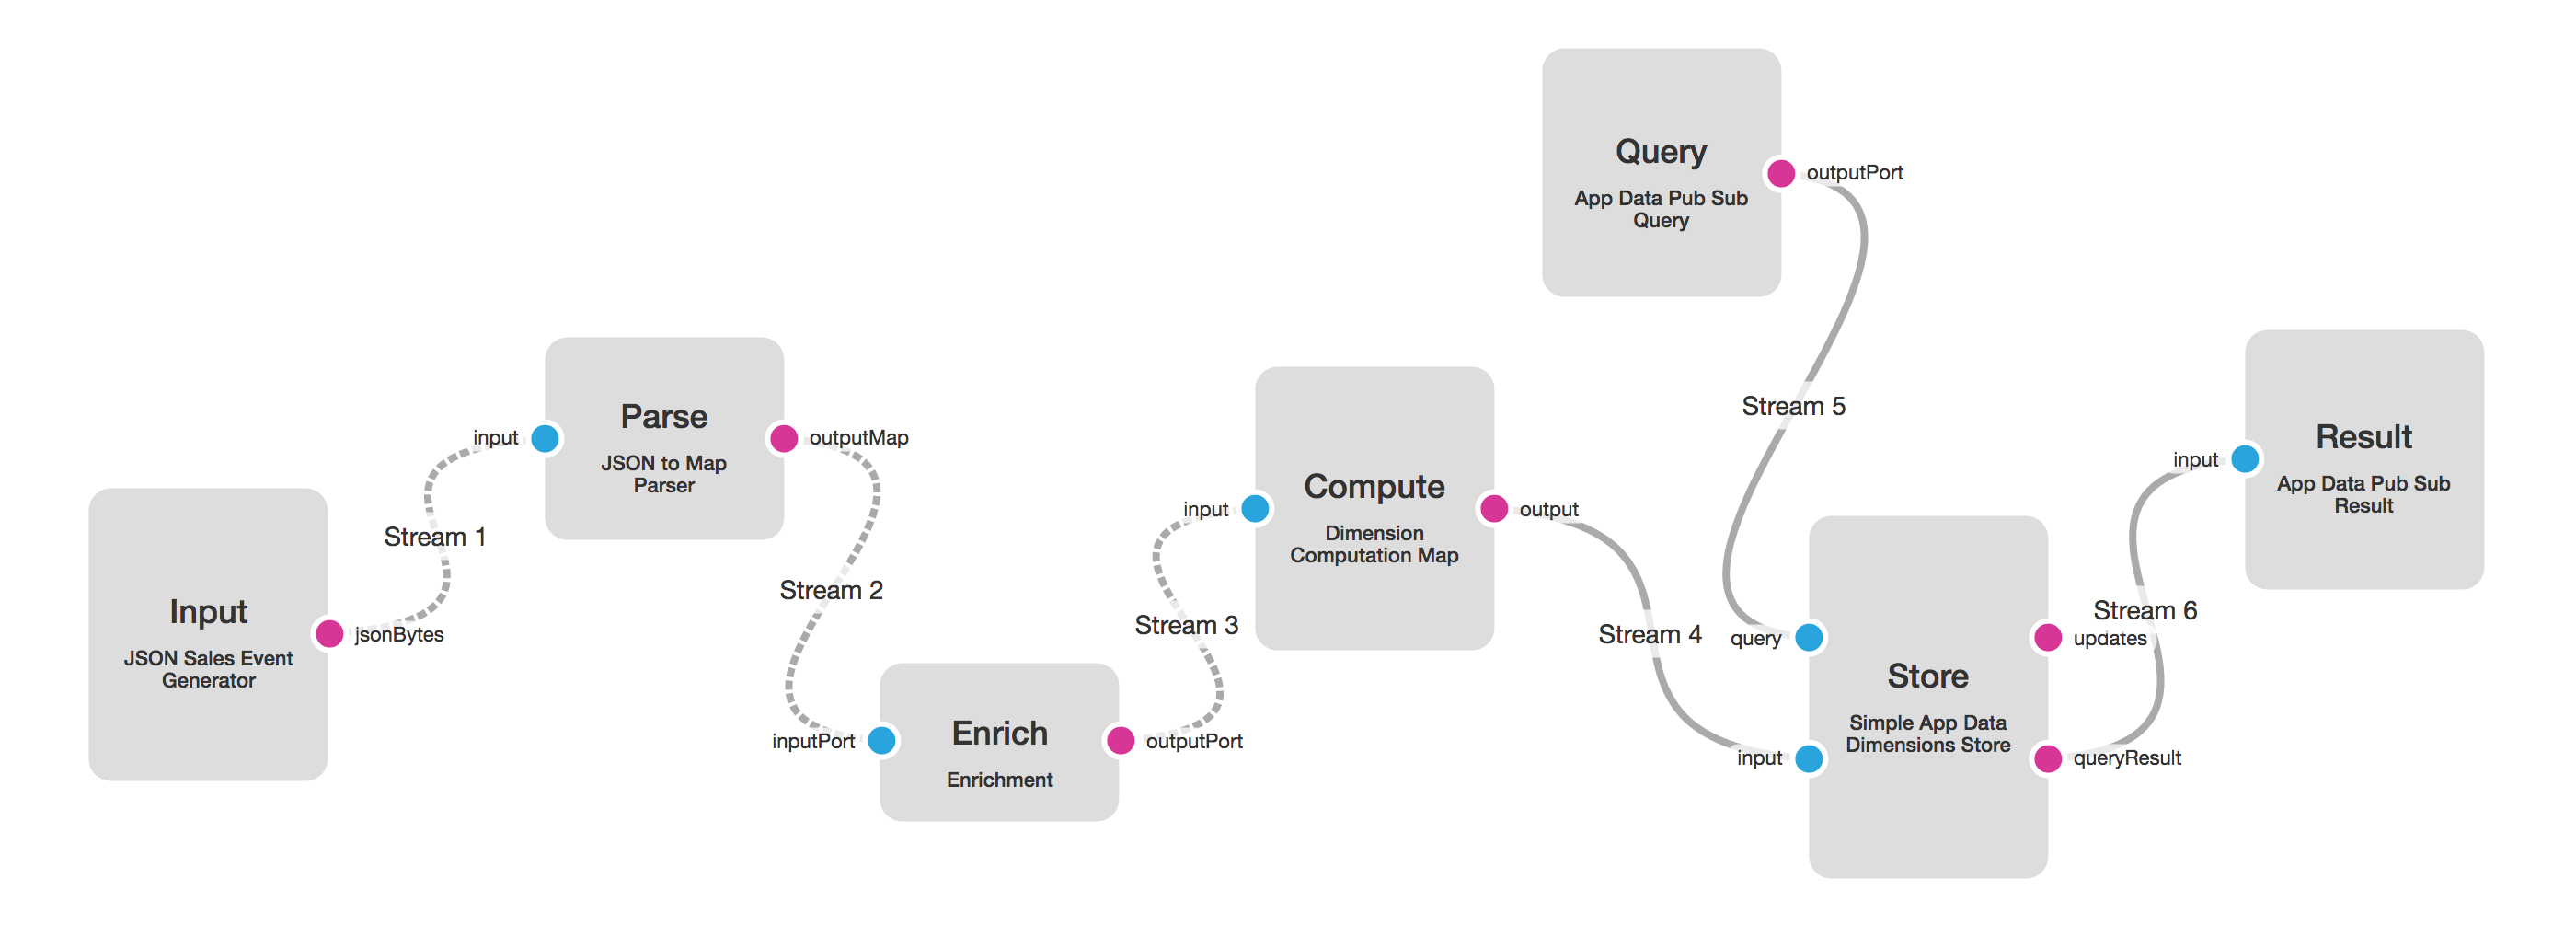 Input
JSON Sales Event
Generator
jsonBytes
Stream 1
input
Parse
JSON to Map
Parser
outputMap
Stream 2
inputPort
Enrich
Enrichment
outputPort
Stream 3
input
Compute
Dimension
Computation Map
output
Stream 4
Query
App Data Pub Sub
Query
outputPort
Stream 5
query
input
Store
Simple App Data
Dimensions Store
updates
queryResult
Stream 6
input
Result
App Data Pub Sub
Result